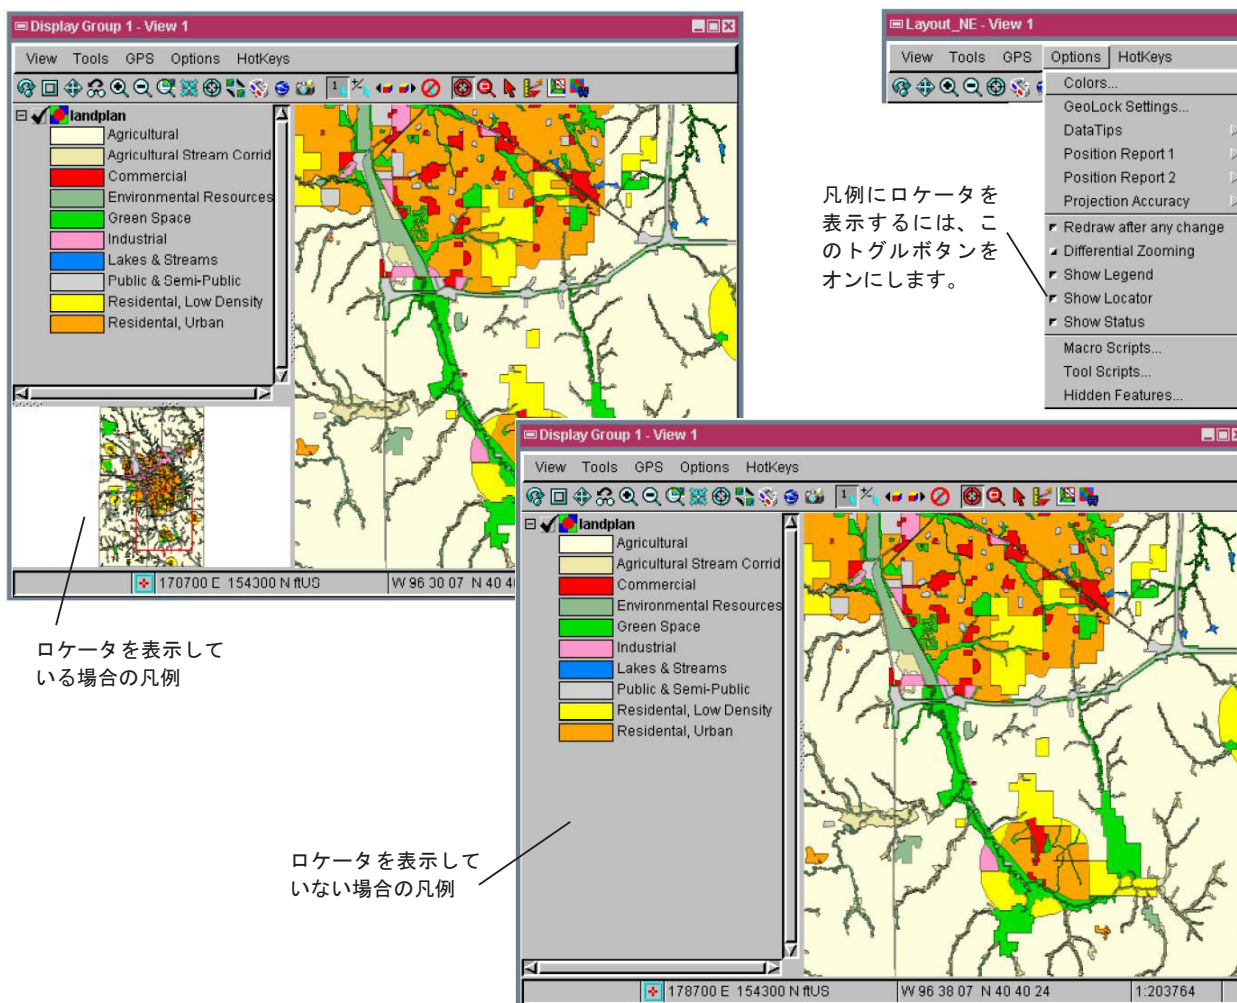 Display Group 1 - View 1
View Tools GPS Options HotKeys
landplan
Agricultural
Agricultural Stream Corrid
Commercial
Environmental Resources
Green Space
Industrial
Lakes & Streams
Public & Semi-Public
Residental, Low Density
Residental, Urban
170700 E 154300 N ftUS
W 96 30 07 N 40 4
ロケータを表示して
いる場合の凡例
Layout_NE - View 1
View Tools GPS Options HotKeys
Colors...
GeoLock Settings...
DataTips
Position Report 1
Position Report 2
Projection Accuracy
Redraw after any change
Differential Zooming
Show Legend
Show Locator
Show Status
Macro Scripts...
Tool Scripts...
Hidden Features...
凡例にロケータを
表示するには、こ
のトグルボタンを
オンにします。
Display Group 1 - View 1
View Tools GPS Options HotKeys
landplan
Agricultural
Agricultural Stream Corrid
Commercial
Environmental Resources
Green Space
Industrial
Lakes & Streams
Public & Semi-Public
Residental, Low Density
Residental, Urban
178700 E 154300 N ftUS
W 96 38 07 N 40 40 24
1:203764
ロケータを表示して
いない場合の凡例